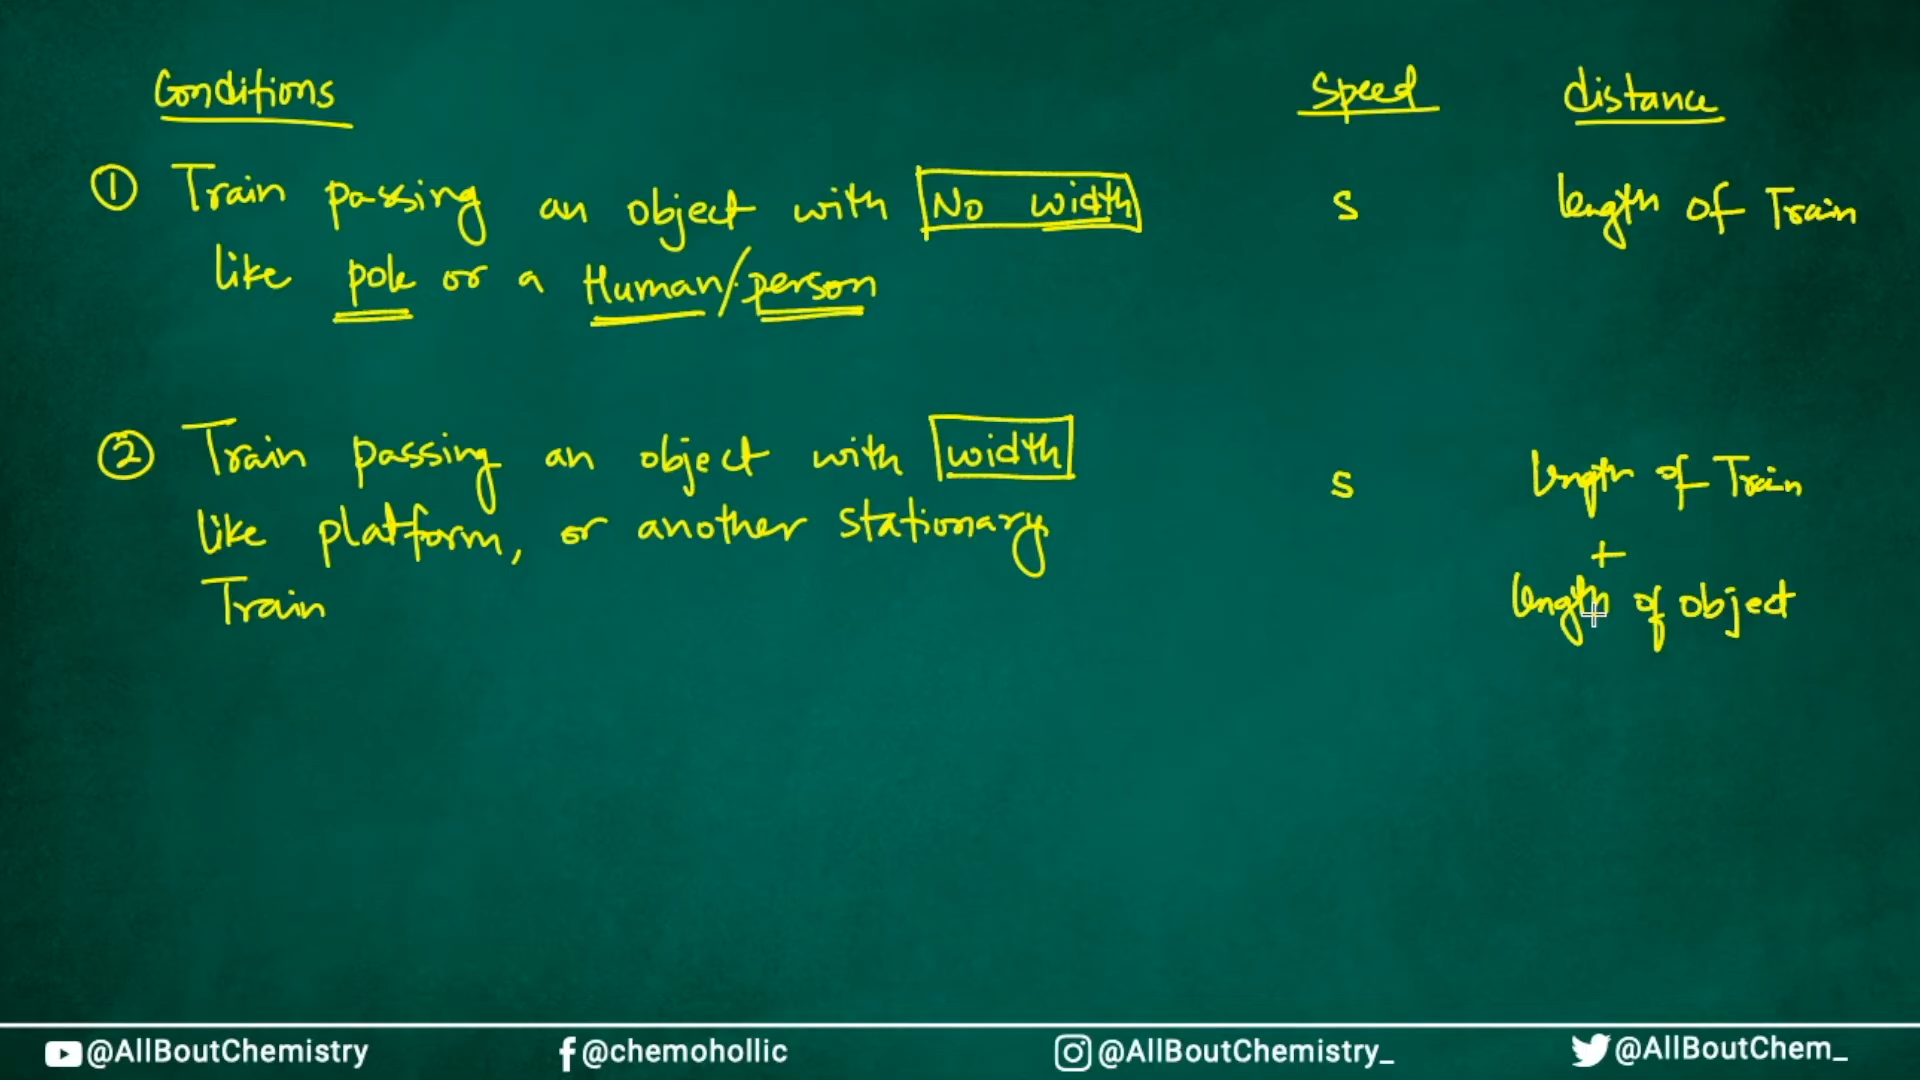 Conditions
speed
distance
① Train passing an object with No width
s
length of Train
like pole or a Human/person
② Train passing an object with width
s
length of Train
like platform, or another stationary
+
Train
length of object
@AllBoutChemistry
@chemohollic
@AllBoutChemistry_
@AllBoutChem_